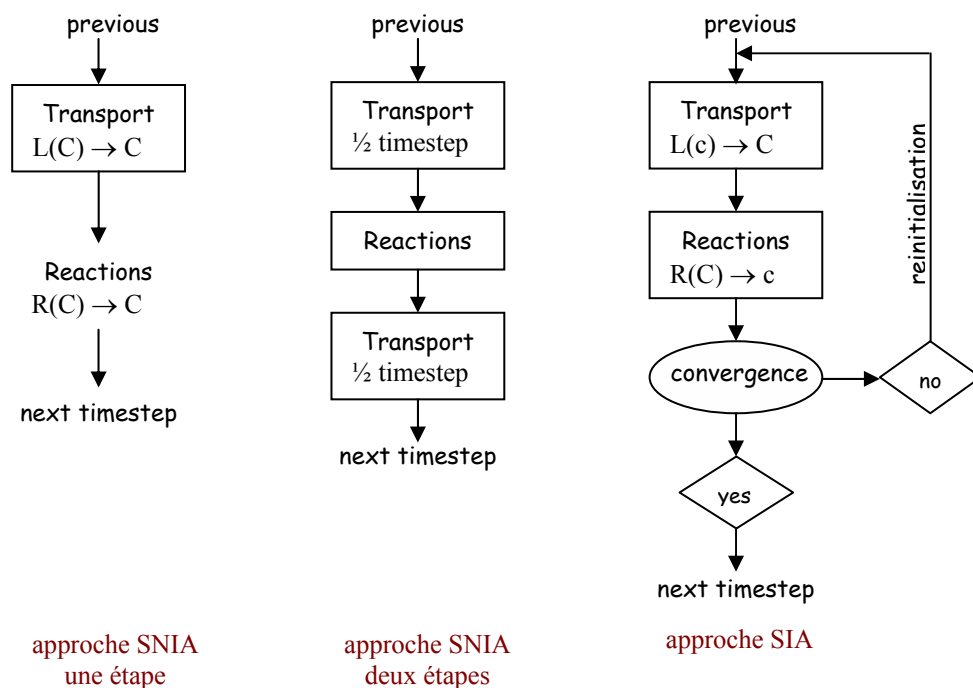 previous
Transport
L(C) → C
Reactions
R(C) → C
next timestep
approche SNIA
une étape
previous
Transport
½ timestep
Reactions
Transport
½ timestep
next timestep
approche SNIA
deux étapes
previous
Transport
L(c) → C
Reactions
R(C) → c
convergence
no
reinitialisation
yes
next timestep
approche SIA